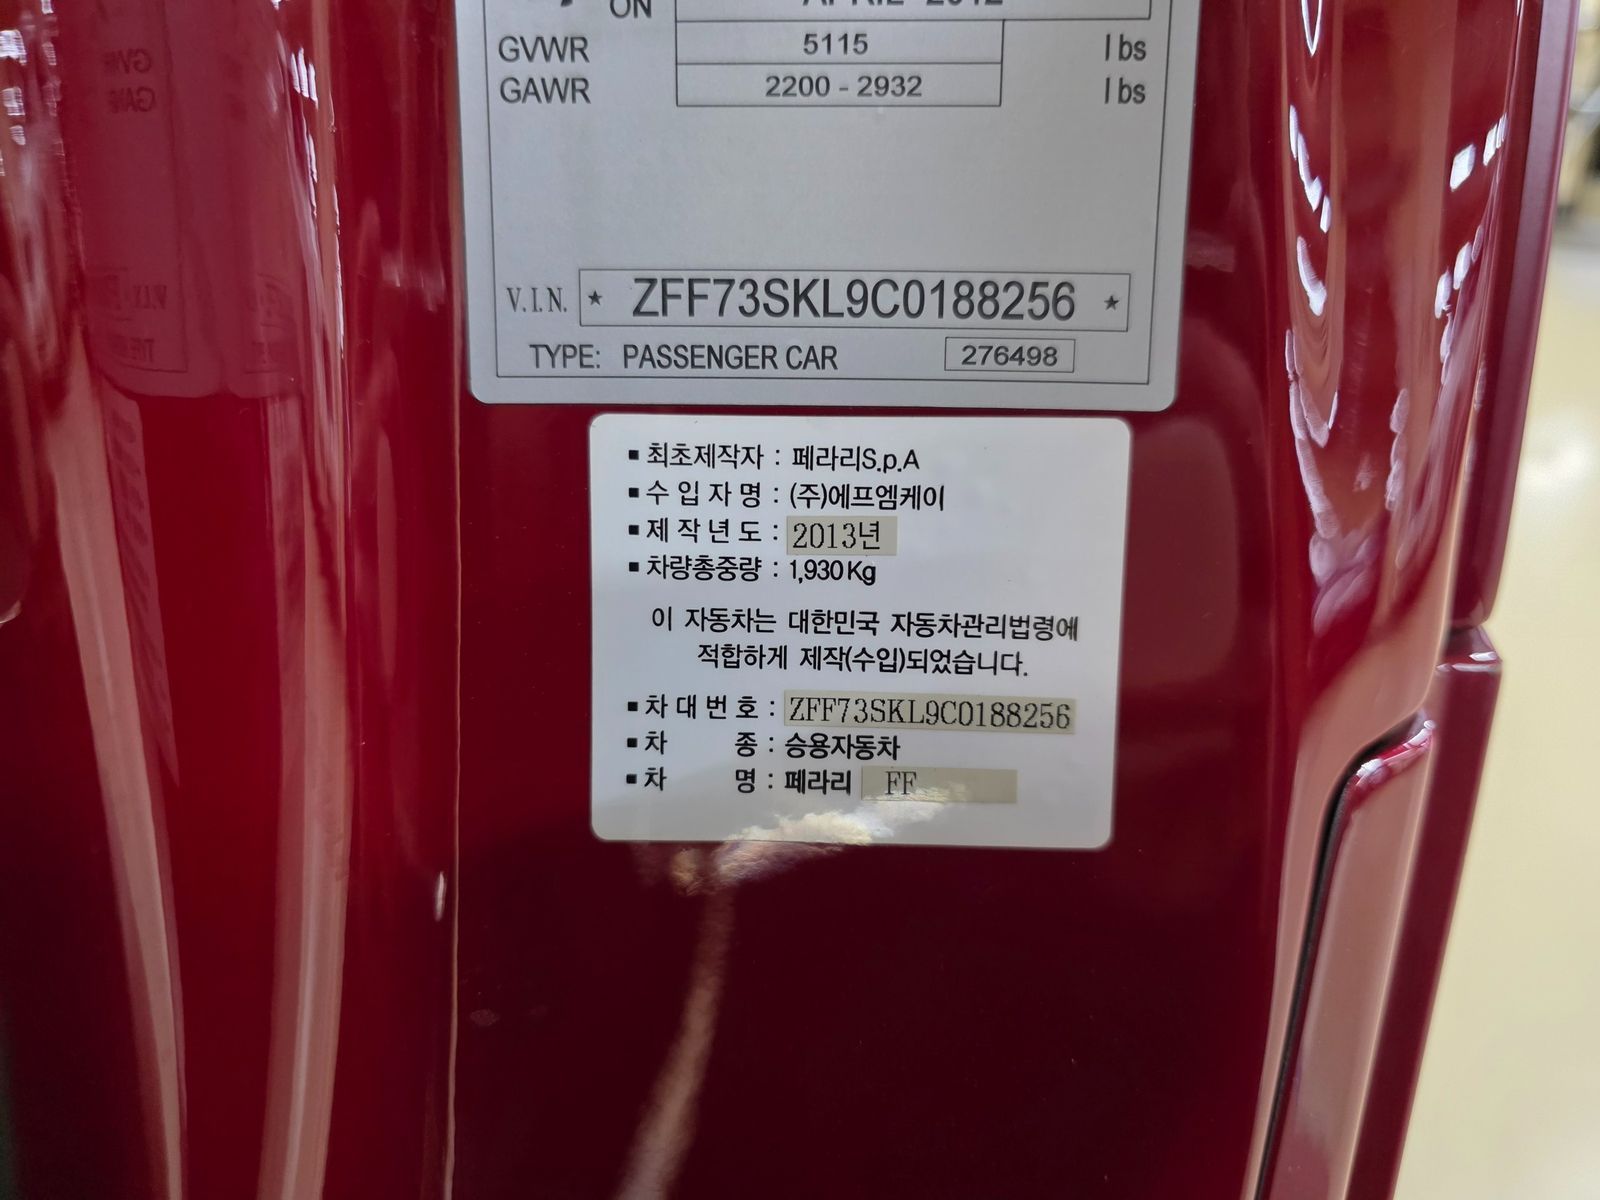 ON APRIL 2012
GVWR 5115 lbs
GAWR 2200 - 2932 lbs
V.I.N. * ZFF73SKL9C0188256 *
TYPE: PASSENGER CAR 276498
▪ 최초제작자 : 페라리S.p.A
▪ 수입자명 : (주)에프엠케이
▪ 제작년도 : 2013년
▪ 차량총중량 : 1,930Kg
이 자동차는 대한민국 자동차관리법령에
적합하게 제작(수입)되었습니다.
▪ 차대번호 : ZFF73SKL9C0188256
▪ 차 종 : 승용자동차
▪ 차 명 : 페라리 FF